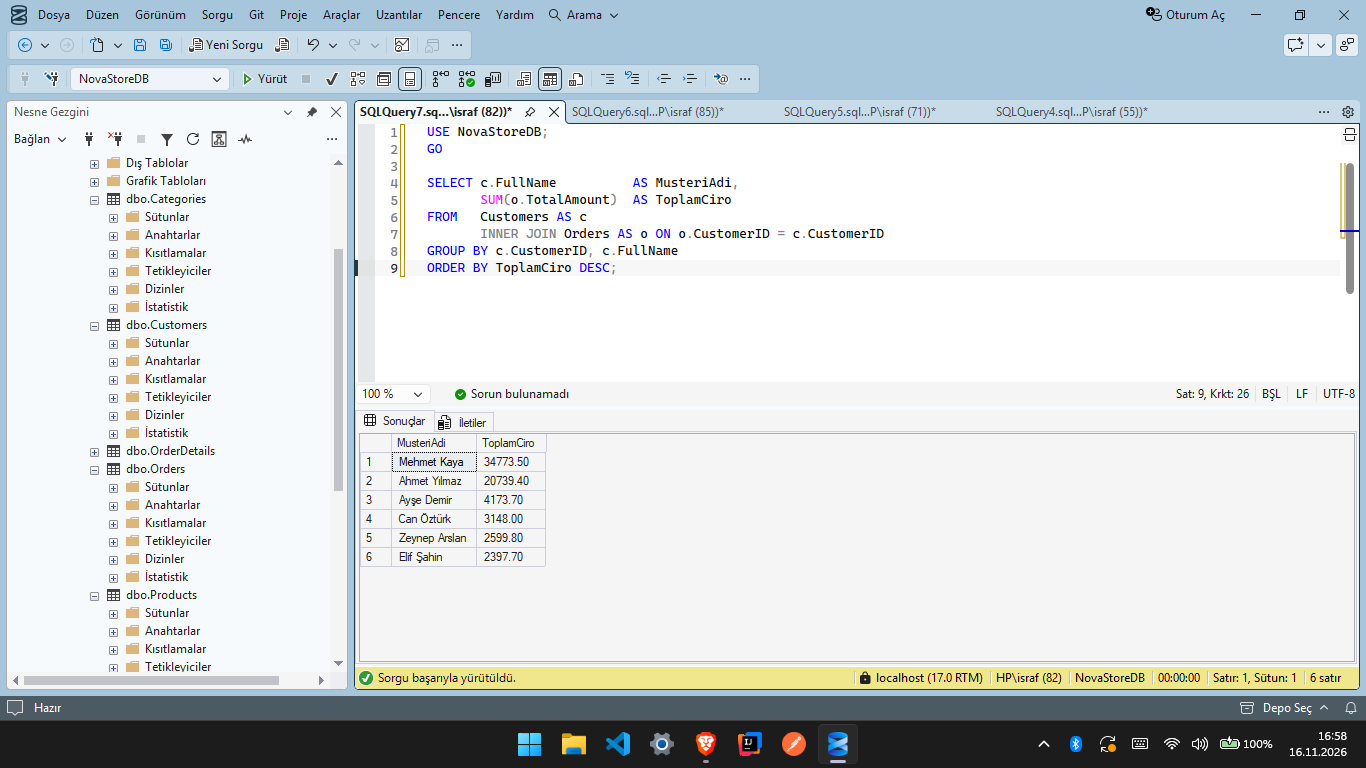 Dosya Düzen Görünüm Sorgu Git Proje Araçlar Uzantılar Pencere Yardım Arama Oturum Aç
Yeni Sorgu
NovaStoreDB Yürüt
Nesne Gezgini
Bağlan
Dış Tablolar
Grafik Tabloları
dbo.Categories
Sütunlar
Anahtarlar
Kısıtlamalar
Tetikleyiciler
Dizinler
İstatistik
dbo.Customers
Sütunlar
Anahtarlar
Kısıtlamalar
Tetikleyiciler
Dizinler
İstatistik
dbo.OrderDetails
dbo.Orders
Sütunlar
Anahtarlar
Kısıtlamalar
Tetikleyiciler
Dizinler
İstatistik
dbo.Products
Sütunlar
Anahtarlar
Kısıtlamalar
Tetikleyiciler
SQLQuery7.sq...\israf (82))* SQLQuery6.sql...P\israf (85))* SQLQuery5.sql...P\israf (71))* SQLQuery4.sql...P\israf (55))*
1 USE NovaStoreDB;
2 GO
3
4 SELECT c.FullName AS MusteriAdi,
5 SUM(o.TotalAmount) AS ToplamCiro
6 FROM Customers AS c
7 INNER JOIN Orders AS o ON o.CustomerID = c.CustomerID
8 GROUP BY c.CustomerID, c.FullName
9 ORDER BY ToplamCiro DESC;
100 % Sorun bulunamadı Sat: 9, Krkt: 26 BŞL LF UTF-8
Sonuçlar İletiler
MusteriAdi ToplamCiro
1 Mehmet Kaya 34773.50
2 Ahmet Yılmaz 20739.40
3 Ayşe Demir 4173.70
4 Can Öztürk 3148.00
5 Zeynep Arslan 2599.80
6 Elif Şahin 2397.70
Sorgu başarıyla yürütüldü. localhost (17.0 RTM) HP\israf (82) NovaStoreDB 00:00:00 Satır: 1, Sütun: 1 6 satır
Hazır Depo Seç
100% 16:58
16.11.2026